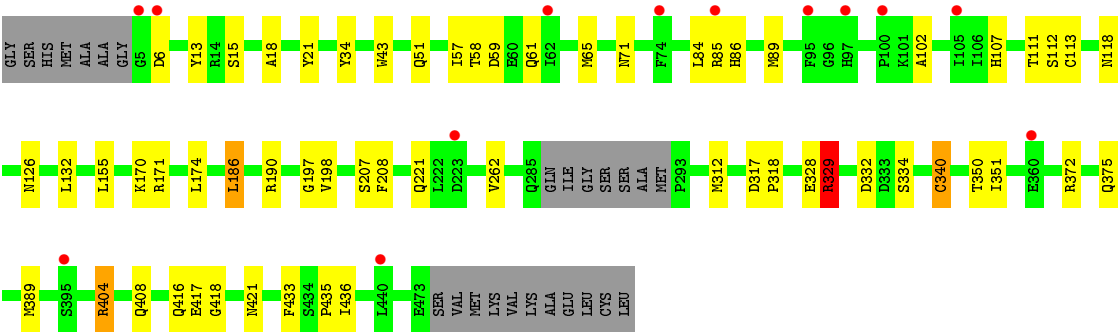 GLY SER HIS MET ALA ALA GLY G5 D6 Y13 R14 S15 A18 Y21 Y34 W43 Q51 I57 T58 D59 E60 Q61 I62 M65 N71 F74 L84 R85 H86 M89 F95 G96 H97 P100 K101 A102 I105 I106 H107 T111 S112 C113 N118
N126 L132 L155 K170 R171 L174 L186 R190 G197 V198 S207 F208 Q221 L222 D223 V262 Q285 GLN ILE GLY SER SER ALA MET P293 M312 D317 P318 E328 R329 D332 D333 S334 C340 T350 I351 E360 R372 Q375
M389 S395 R404 Q408 Q416 E417 G418 N421 F433 S434 P435 I436 L440 E473 SER VAL MET LYS VAL LYS ALA GLU LEU CYS LEU